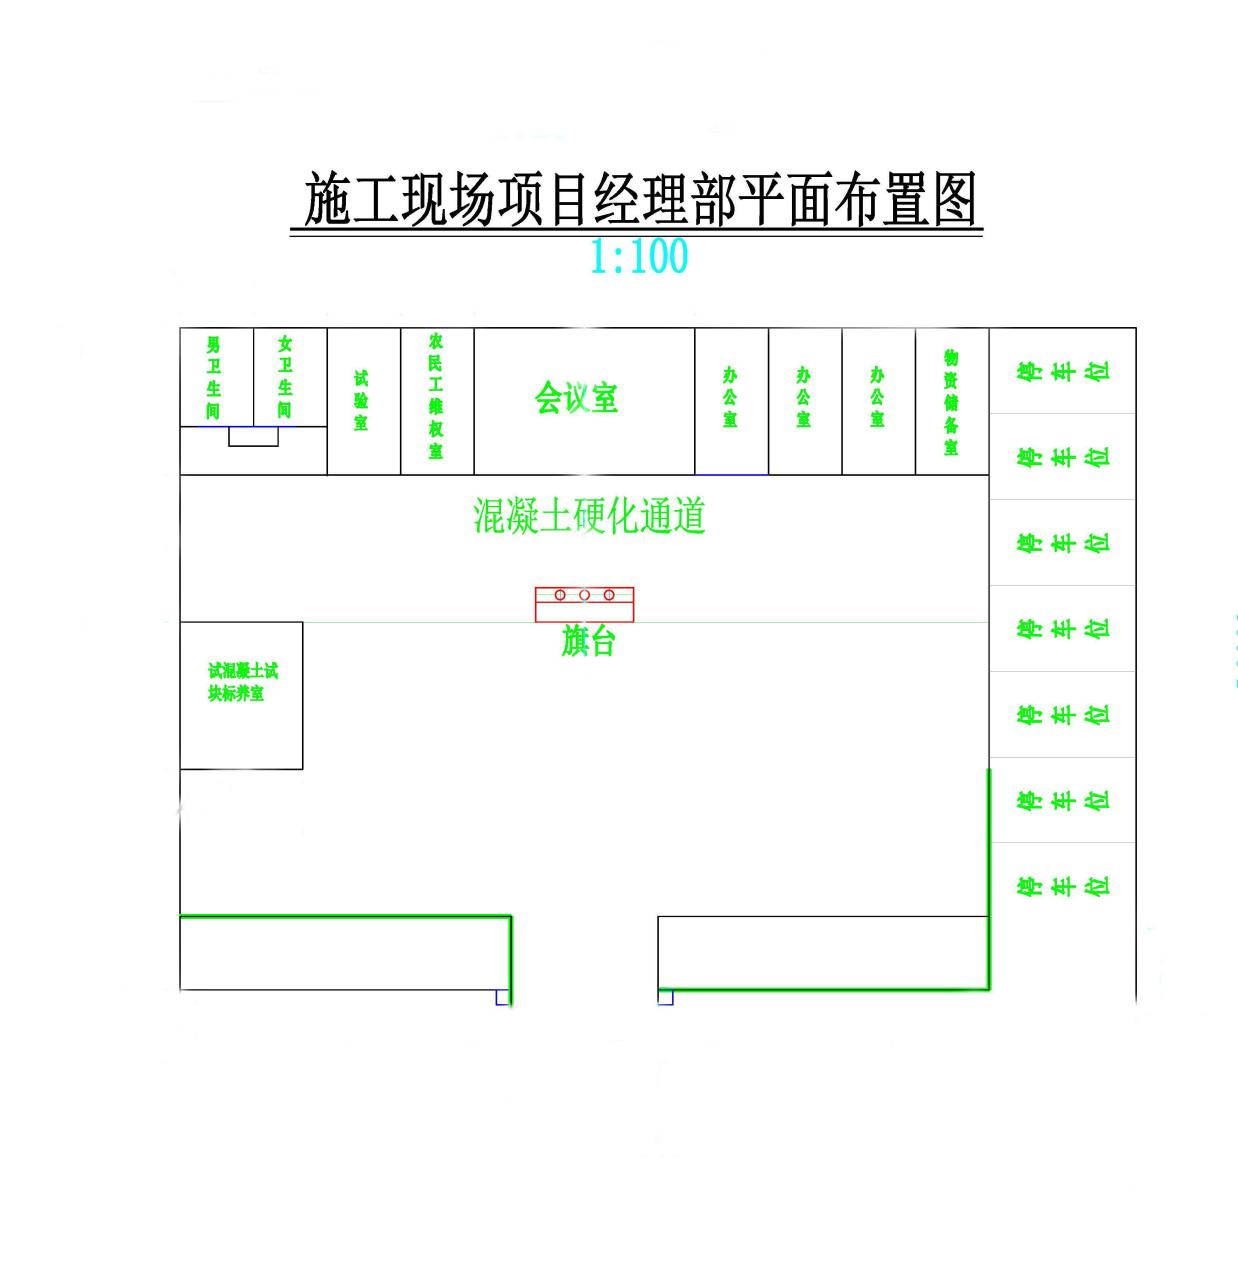 施工现场项目经理部平面布置图
1:100
男卫生间
女卫生间
试验室
农民工维权室
会议室
办公室
办公室
办公室
物资储备室
停车位
停车位
停车位
停车位
停车位
停车位
停车位
混凝土硬化通道
旗台
试混凝土试
块标养室